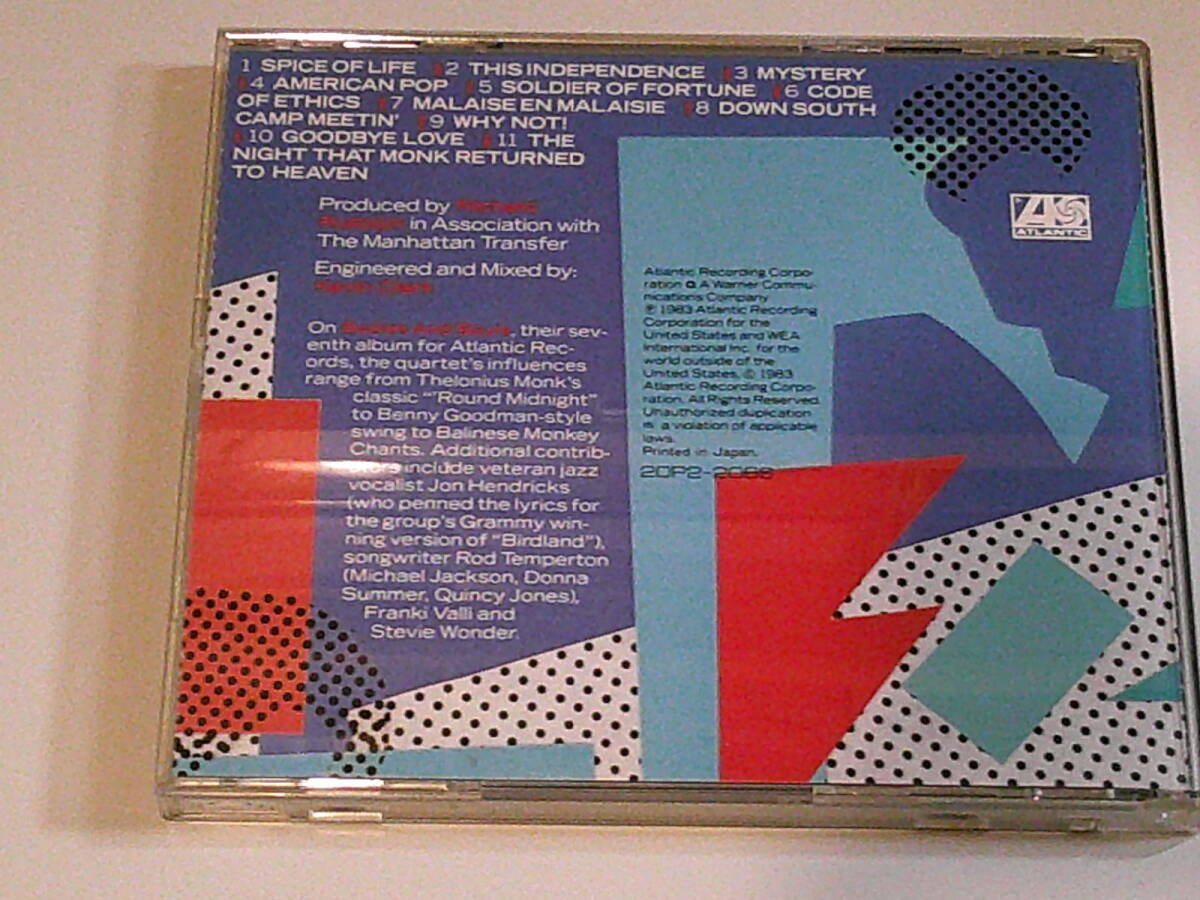 1 SPICE OF LIFE 2 THIS INDEPENDENCE 3 MYSTERY
4 AMERICAN POP 5 SOLDIER OF FORTUNE 6 CODE
OF ETHICS 7 MALAISE EN MALAISIE 8 DOWN SOUTH
CAMP MEETIN' 9 WHY NOT!
10 GOODBYE LOVE 11 THE
NIGHT THAT MONK RETURNED
TO HEAVEN
Produced by Richard
in Association with
The Manhattan Transfer
Engineered and Mixed by:
On Bodies And Souls, their sev-
enth album for Atlantic Rec-
ords, the quartet's influences
range from Thelonius Monk's
classic "'Round Midnight"
to Benny Goodman-style
swing to Balinese Monkey
Chants. Additional contrib-
utors include veteran jazz
vocalist Jon Hendricks
(who penned the lyrics for
the group's Grammy win-
ning version of "Birdland"),
songwriter Rod Temperton
(Michael Jackson, Donna
Summer, Quincy Jones),
Franki Valli and
Stevie Wonder.
ATLANTIC
Atlantic Recording Corpo-
ration A Warner Commu-
nications Company
℗ 1983 Atlantic Recording
Corporation for the
United States and WEA
International Inc. for the
world outside of the
United States. © 1983
Atlantic Recording Corpo-
ration. All Rights Reserved.
Unauthorized duplication
is a violation of applicable
laws.
Printed in Japan.
20P2-